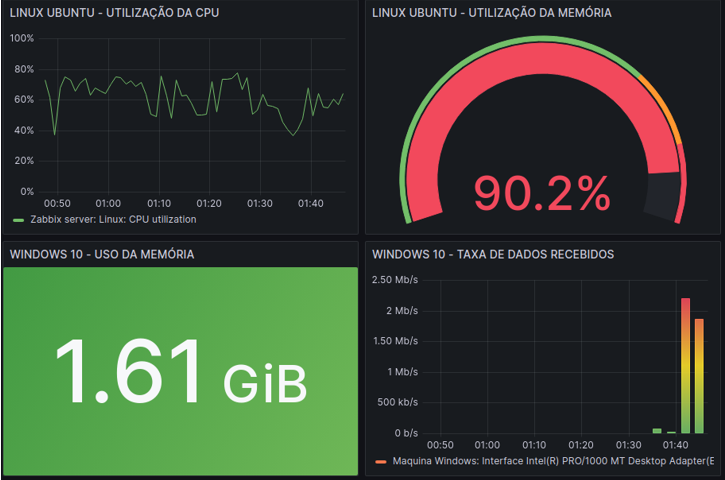 LINUX UBUNTU - UTILIZAÇÃO DA CPU
100%
80%
60%
40%
20%
0%
00:50 01:00 01:10 01:20 01:30 01:40
Zabbix server: Linux: CPU utilization
LINUX UBUNTU - UTILIZAÇÃO DA MEMÓRIA
90.2%
WINDOWS 10 - USO DA MEMÓRIA
1.61 GiB
WINDOWS 10 - TAXA DE DADOS RECEBIDOS
2.50 Mb/s
2 Mb/s
1.50 Mb/s
1 Mb/s
500 kb/s
0 b/s
00:50 01:00 01:10 01:20 01:30 01:40
Maquina Windows: Interface Intel(R) PRO/1000 MT Desktop Adapter(E